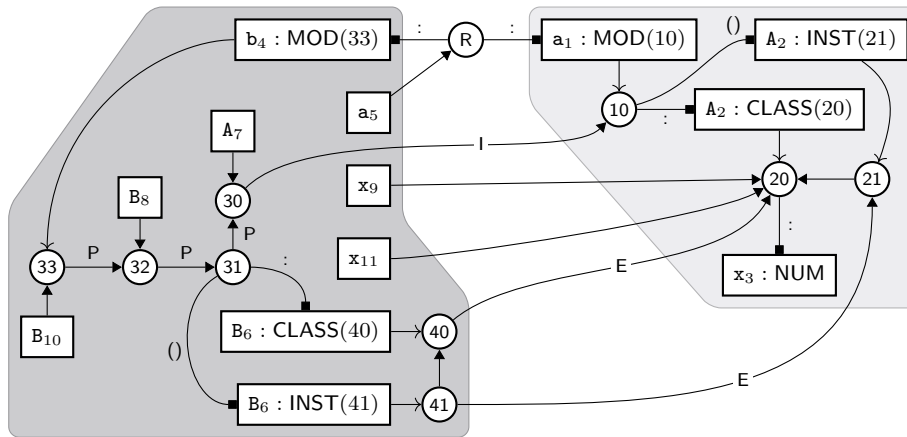 b₄ : MOD(33)
:
R
:
a₁ : MOD(10)
()
A₂ : INST(21)
a₅
10
:
A₂ : CLASS(20)
A₇
I
B₈
30
x₉
20
21
P
:
33
P
32
P
31
:
x₁₁
E
x₃ : NUM
B₁₀
()
B₆ : CLASS(40)
40
B₆ : INST(41)
41
E